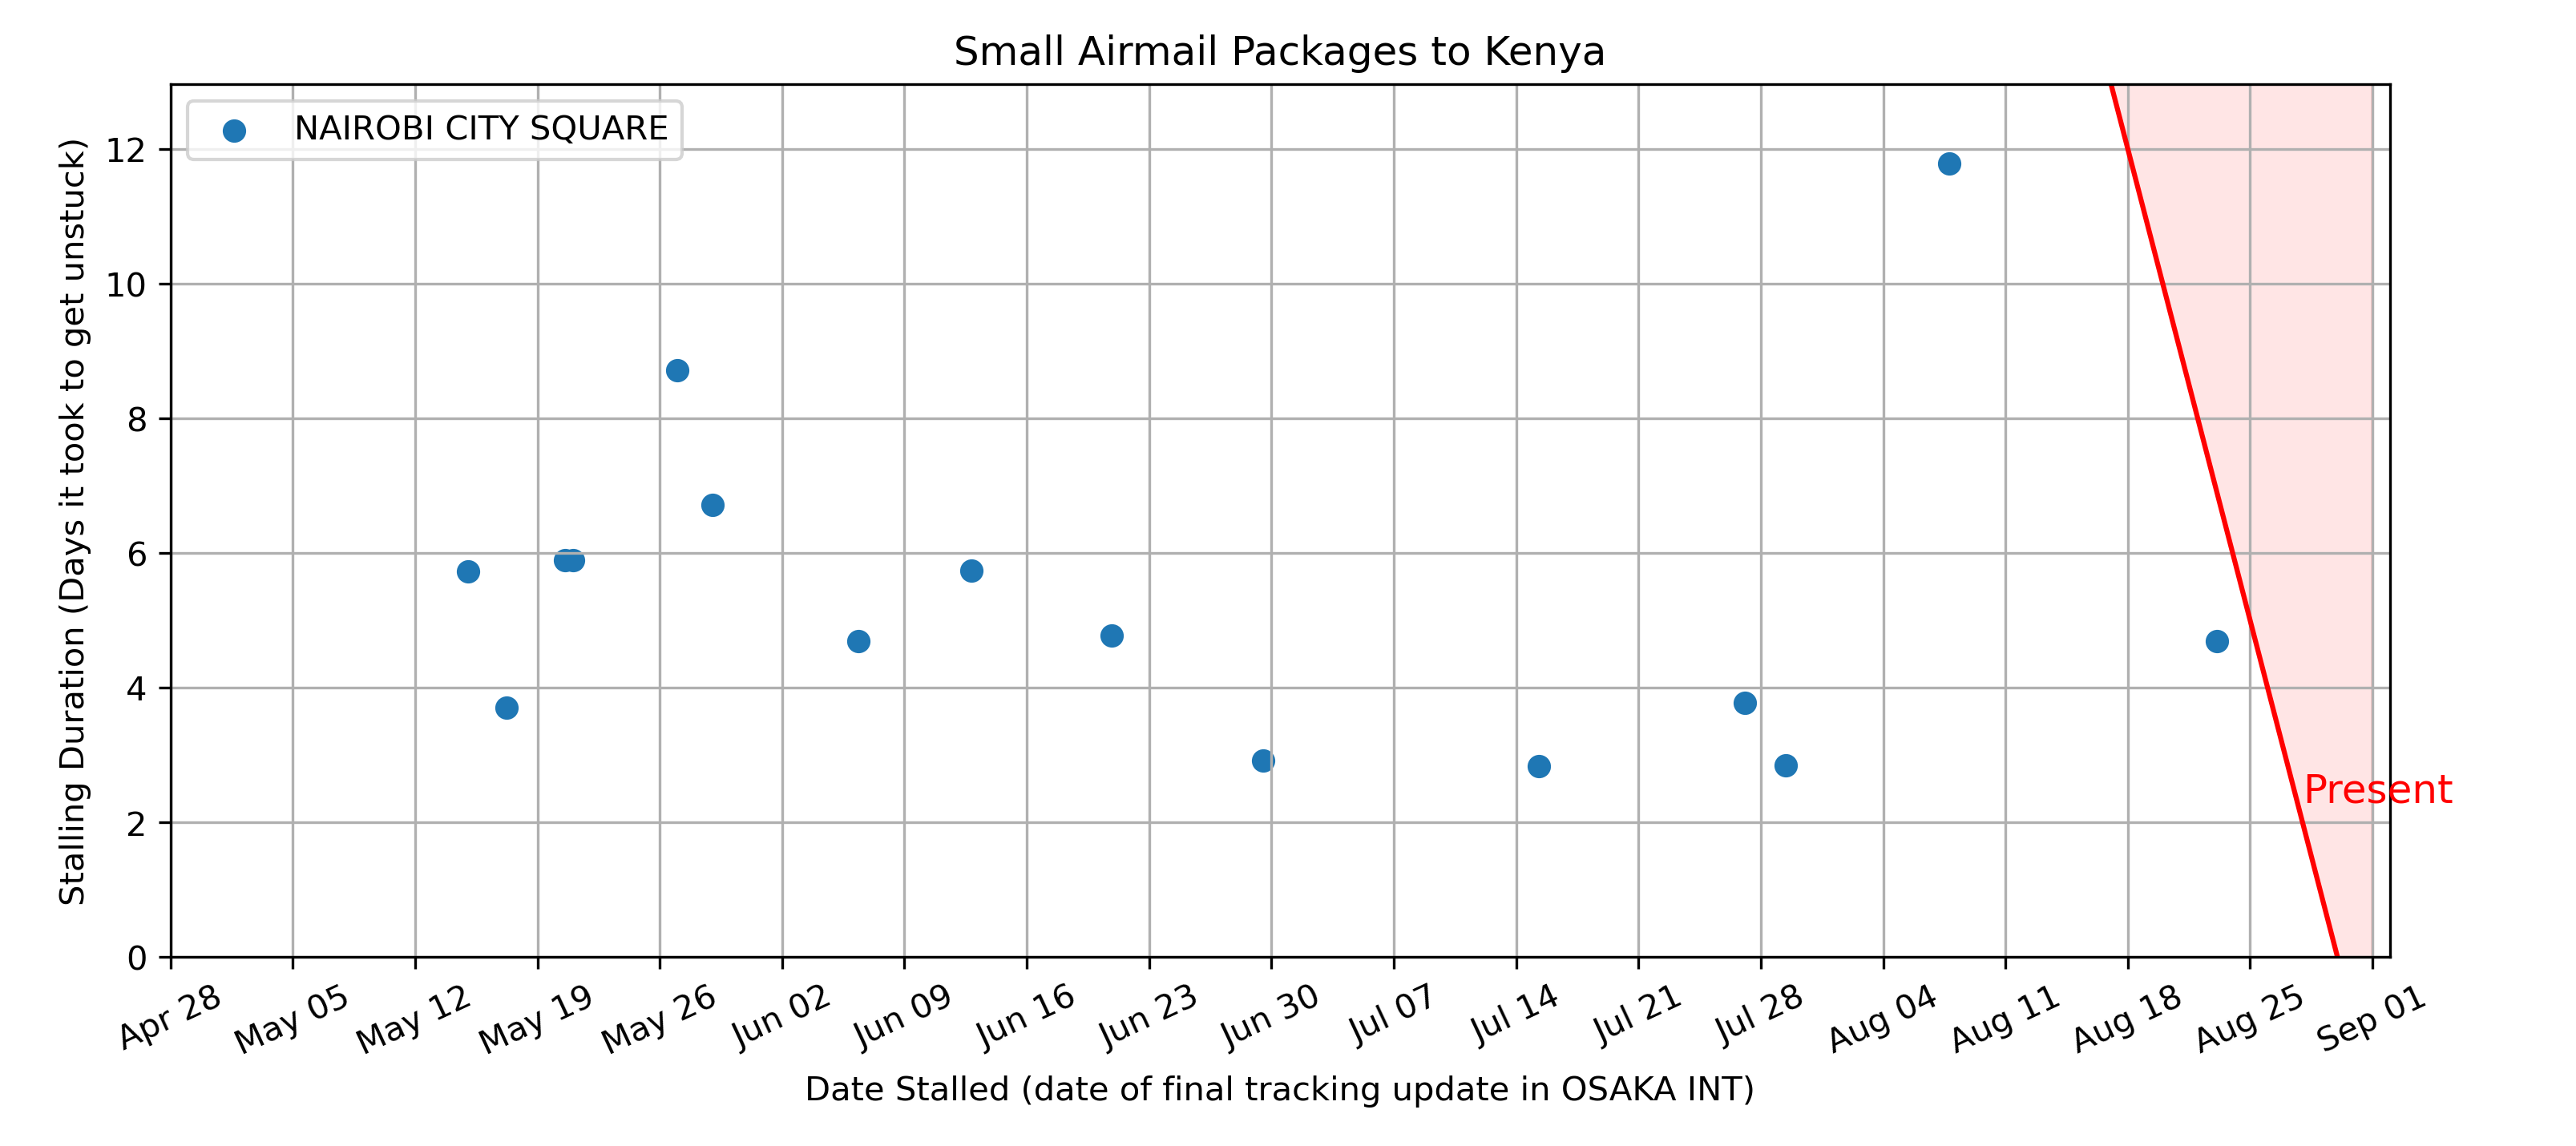 Small Airmail Packages to Kenya
NAIROBI CITY SQUARE
Stalling Duration (Days it took to get unstuck)
12
10
8
6
4
2
0
Present
Apr 28
May 05
May 12
May 19
May 26
Jun 02
Jun 09
Jun 16
Jun 23
Jun 30
Jul 07
Jul 14
Jul 21
Jul 28
Aug 04
Aug 11
Aug 18
Aug 25
Sep 01
Date Stalled (date of final tracking update in OSAKA INT)